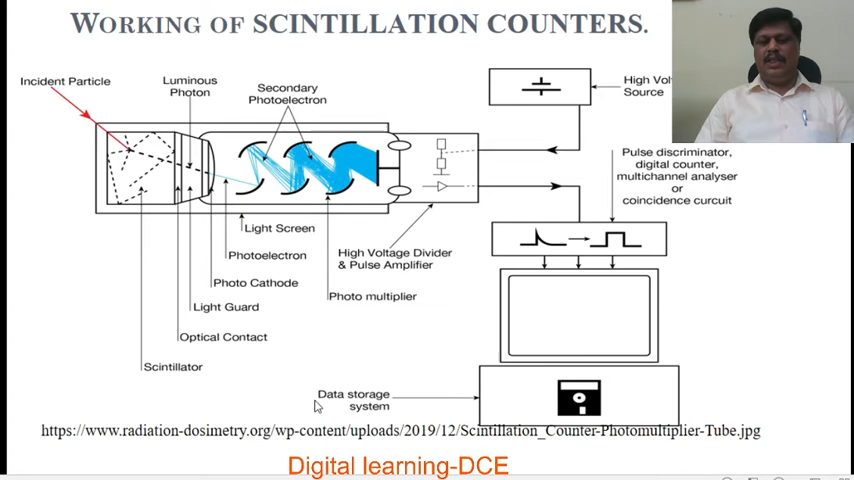 WORKING OF SCINTILLATION COUNTERS.
Incident Particle
Luminous
Photon
Secondary
Photoelectron
Source
Pulse discriminator,
digital counter,
multichannel analyser
or
coincidence curcuit
Light Screen
High Voltage Divider
& Pulse Amplifier
Photoelectron
Photo Cathode
Photo multiplier
Light Guard
Optical Contact
Scintillator
Data storage
system
https://www.radiation-dosimetry.org/wp-content/uploads/2019/12/Scintillation_Counter-Photomultiplier-Tube.jpg
Digital learning-DCE